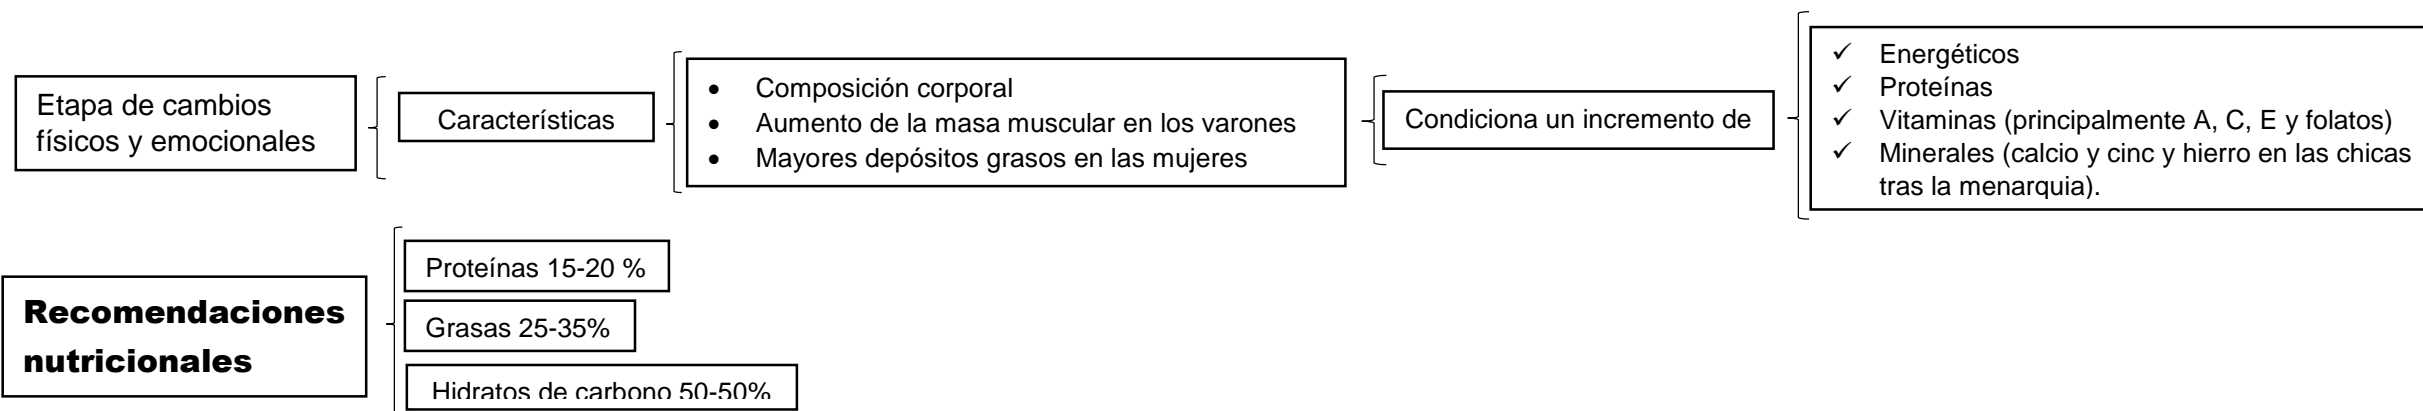 Etapa de cambios
físicos y emocionales
Características
• Composición corporal
• Aumento de la masa muscular en los varones
• Mayores depósitos grasos en las mujeres
Condiciona un incremento de
✓ Energéticos
✓ Proteínas
✓ Vitaminas (principalmente A, C, E y folatos)
✓ Minerales (calcio y cinc y hierro en las chicas
tras la menarquia).
Recomendaciones
nutricionales
Proteínas 15-20 %
Grasas 25-35%
Hidratos de carbono 50-50%